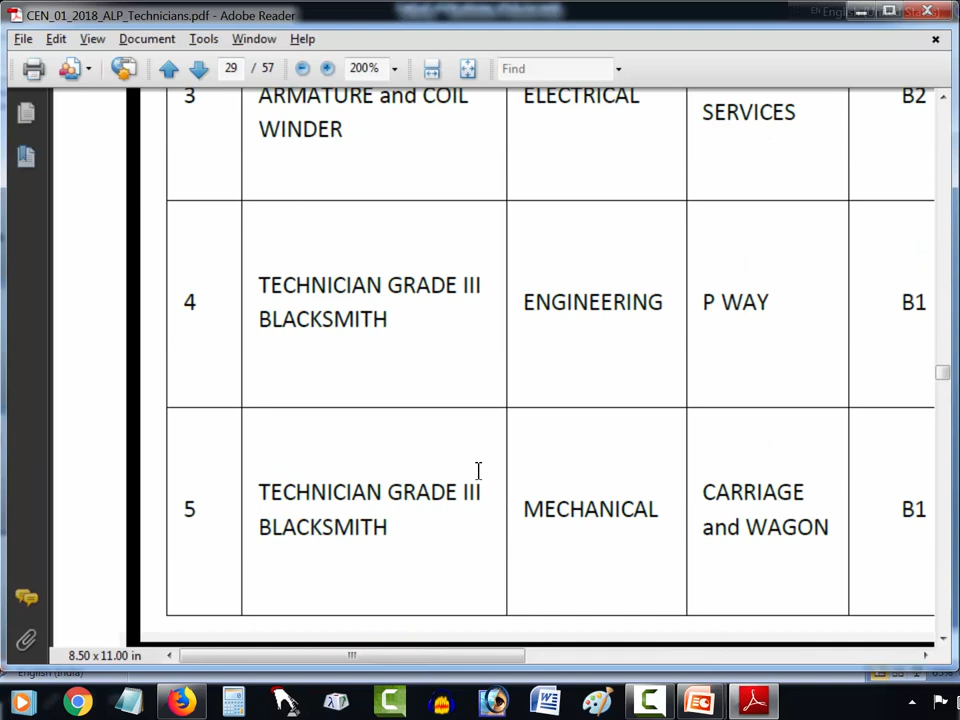 CEN_01_2018_ALP_Technicians.pdf - Adobe Reader
File Edit View Document Tools Window Help
29 / 57 200% Find
3 ARMATURE and COIL WINDER ELECTRICAL SERVICES B2
4 TECHNICIAN GRADE III BLACKSMITH ENGINEERING P WAY B1
5 TECHNICIAN GRADE III BLACKSMITH MECHANICAL CARRIAGE and WAGON B1
8.50 x 11.00 in
English (India)